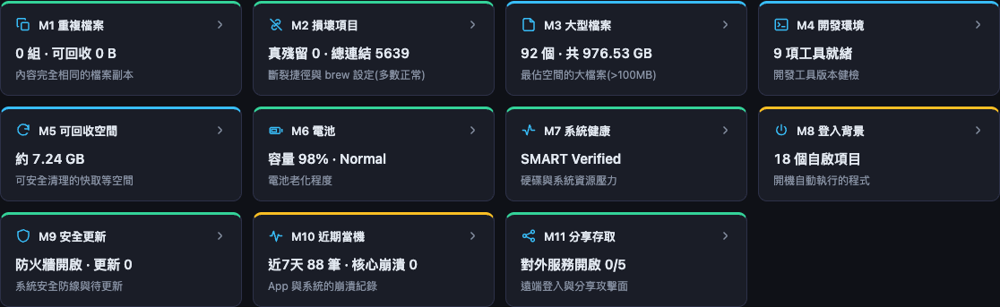 M1 重複檔案
0 組 · 可回收 0 B
內容完全相同的檔案副本
M2 損壞項目
真殘留 0 · 總連結 5639
斷裂捷徑與 brew 設定(多數正常)
M3 大型檔案
92 個 · 共 976.53 GB
最佔空間的大檔案(>100MB)
M4 開發環境
9 項工具就緒
開發工具版本健檢
M5 可回收空間
約 7.24 GB
可安全清理的快取等空間
M6 電池
容量 98% · Normal
電池老化程度
M7 系統健康
SMART Verified
硬碟與系統資源壓力
M8 登入背景
18 個自啟項目
開機自動執行的程式
M9 安全更新
防火牆開啟 · 更新 0
系統安全防線與待更新
M10 近期當機
近7天 88 筆 · 核心崩潰 0
App 與系統的崩潰紀錄
M11 分享存取
對外服務開啟 0/5
遠端登入與分享攻擊面